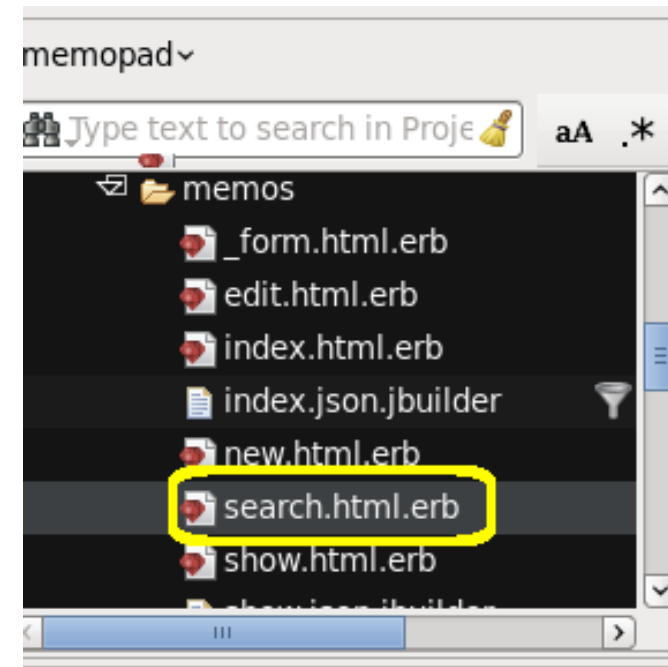 memopad
Type text to search in Proje
aA .*
memos
_form.html.erb
edit.html.erb
index.html.erb
index.json.jbuilder
new.html.erb
search.html.erb
show.html.erb